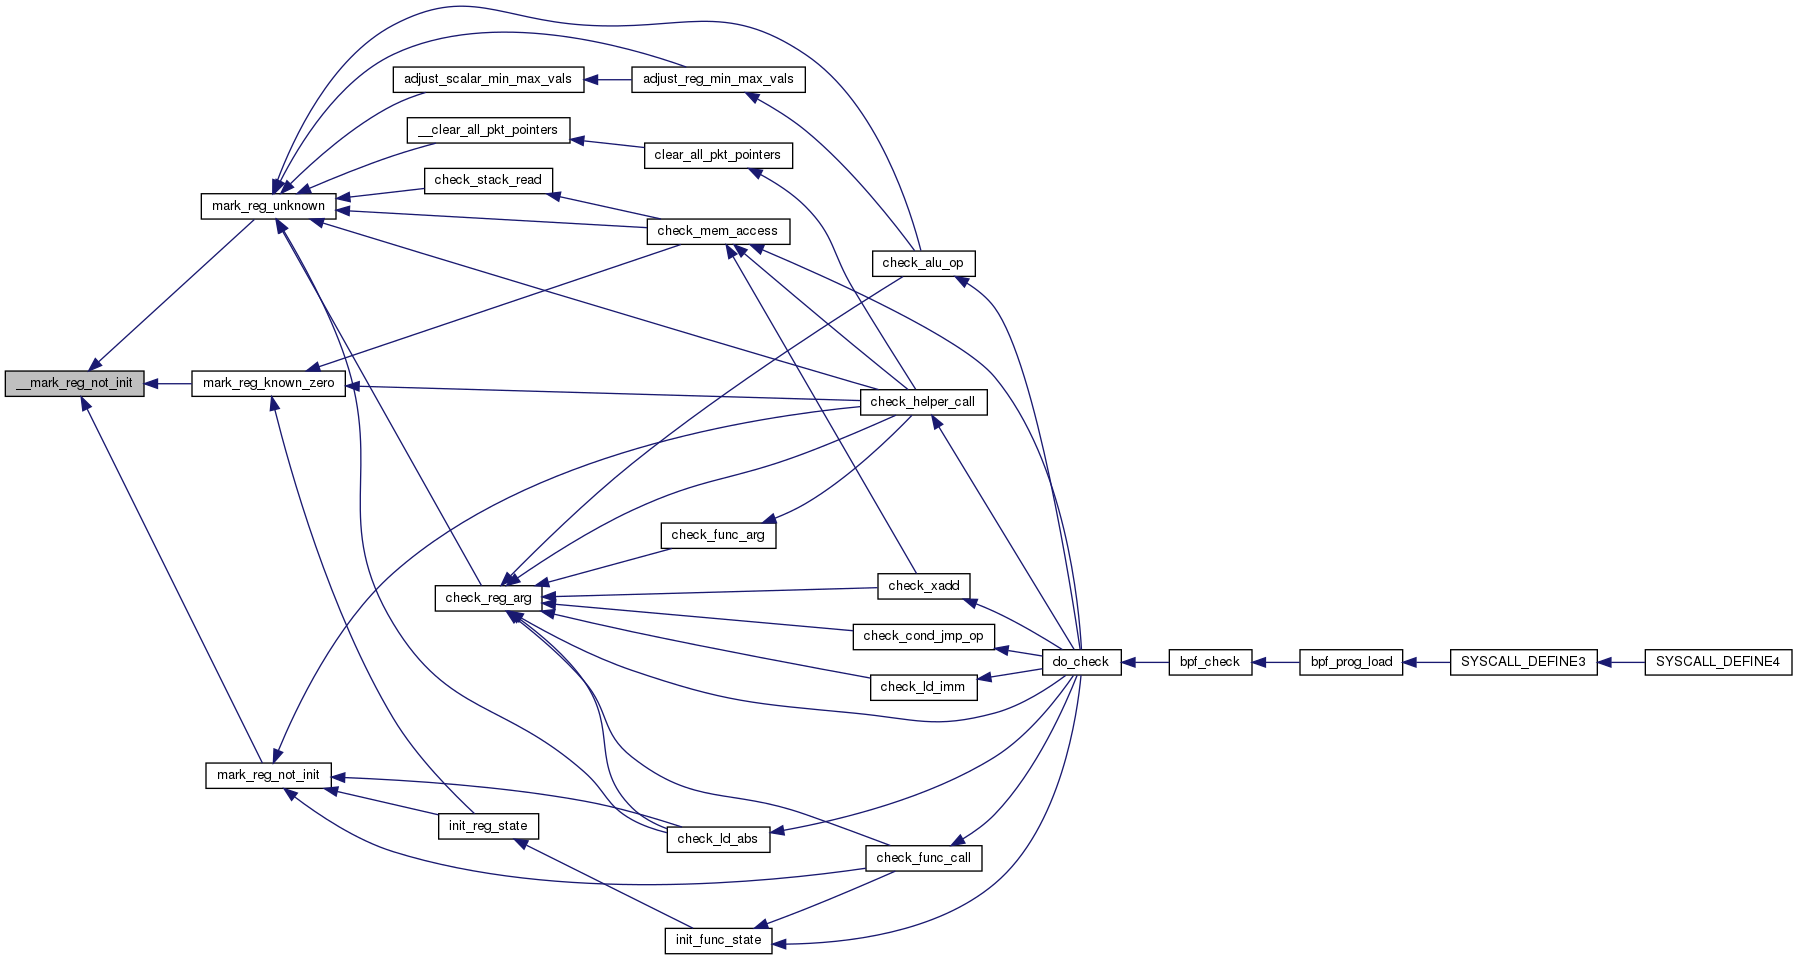 adjust_scalar_min_max_vals
adjust_reg_min_max_vals
__clear_all_pkt_pointers
clear_all_pkt_pointers
check_stack_read
mark_reg_unknown
check_mem_access
check_alu_op
__mark_reg_not_init
mark_reg_known_zero
check_helper_call
check_func_arg
check_xadd
check_reg_arg
check_cond_jmp_op
do_check
bpf_check
bpf_prog_load
SYSCALL_DEFINE3
SYSCALL_DEFINE4
check_ld_imm
mark_reg_not_init
init_reg_state
check_ld_abs
check_func_call
init_func_state